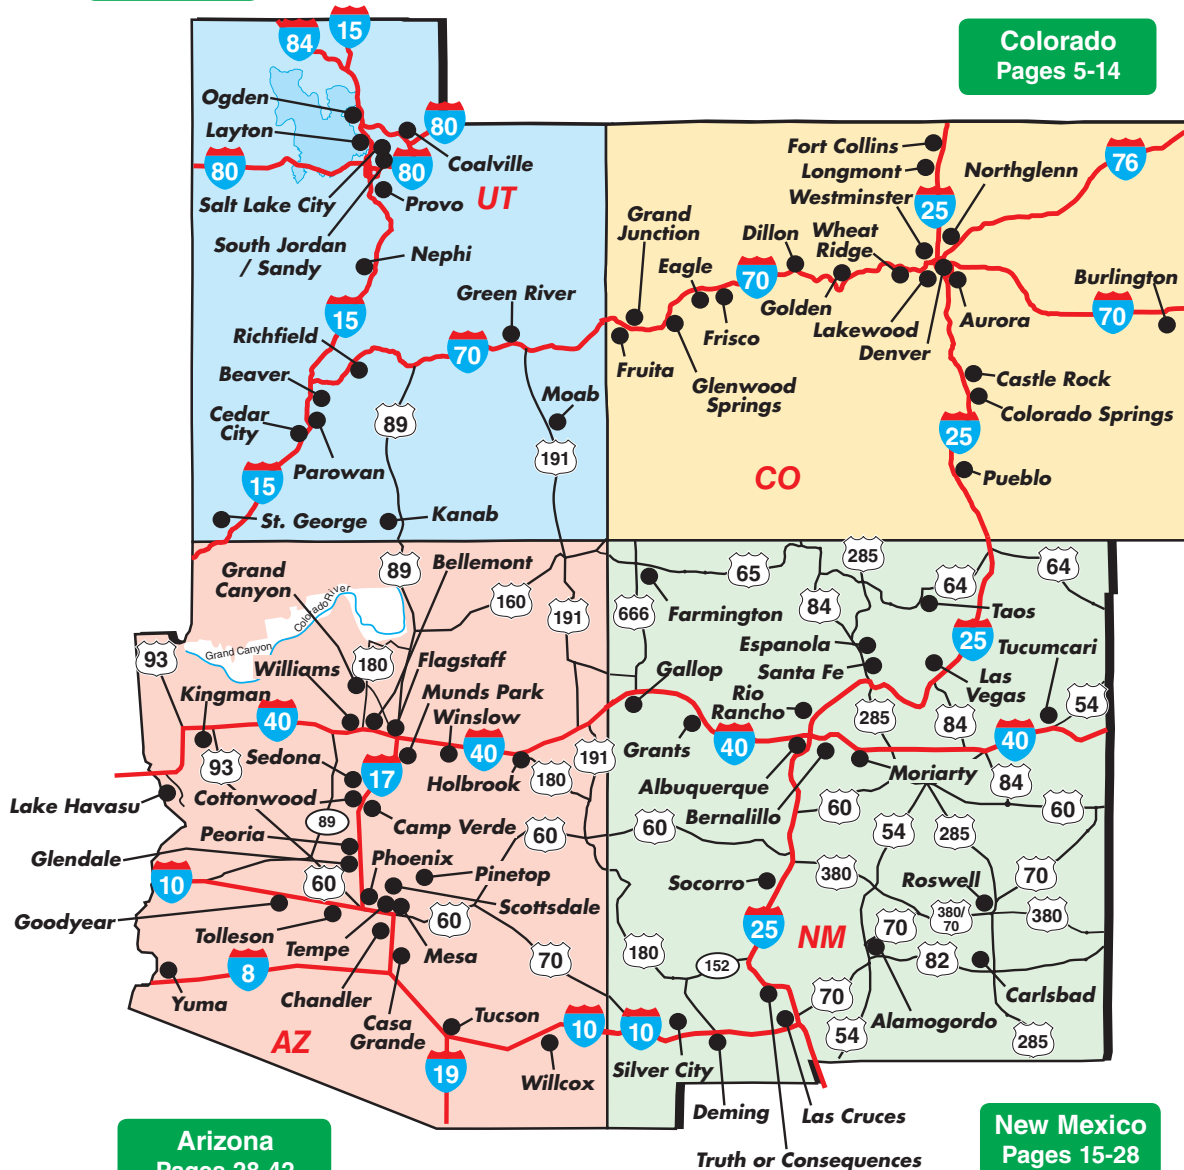 84
15
Colorado
Pages 5-14
Ogden
Layton
80
80
80
Coalville
Salt Lake City
Provo
UT
South Jordan
/ Sandy
Nephi
15
Green River
Richfield
70
Beaver
89
Moab
Cedar
City
191
Parowan
15
St. George
Kanab
Fort Collins
Longmont
Westminster
Northglenn
76
25
Grand
Junction
Dillon
Wheat
Ridge
Eagle
70
Burlington
Golden
Frisco
Lakewood
Aurora
70
Denver
Fruita
Glenwood
Springs
Castle Rock
Colorado Springs
25
CO
Pueblo
Grand
Canyon
89
Bellemont
160
191
Colorado River
Grand Canyon
93
180
Williams
Flagstaff
Kingman
Munds Park
40
Winslow
93
Sedona
17
40
Holbrook
180
191
Lake Havasu
Cottonwood
89
Camp Verde
60
Peoria
Glendale
Phoenix
10
60
Pinetop
Goodyear
Scottsdale
60
Tolleson
Tempe
Mesa
70
8
Yuma
Chandler
Casa
Grande
Tucson
10
AZ
19
Willcox
65
285
64
64
666
Farmington
84
Taos
Espanola
25
Santa Fe
Tucumcari
Gallop
Las
Vegas
Rio
Rancho
285
84
54
Grants
40
40
Albuquerque
Moriarty
84
Bernalillo
60
60
60
54
285
380
70
Socorro
Roswell
380/
70
380
25
NM
70
180
152
82
70
Carlsbad
Alamogordo
54
285
10
Silver City
Deming
Las Cruces
Truth or Consequences
Arizona
Pages 28-42
New Mexico
Pages 15-28